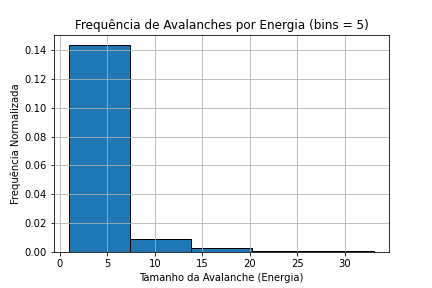 Frequência de Avalanches por Energia (bins = 5)
Frequência Normalizada
0.14
0.12
0.10
0.08
0.06
0.04
0.02
0.00
0 5 10 15 20 25 30
Tamanho da Avalanche (Energia)